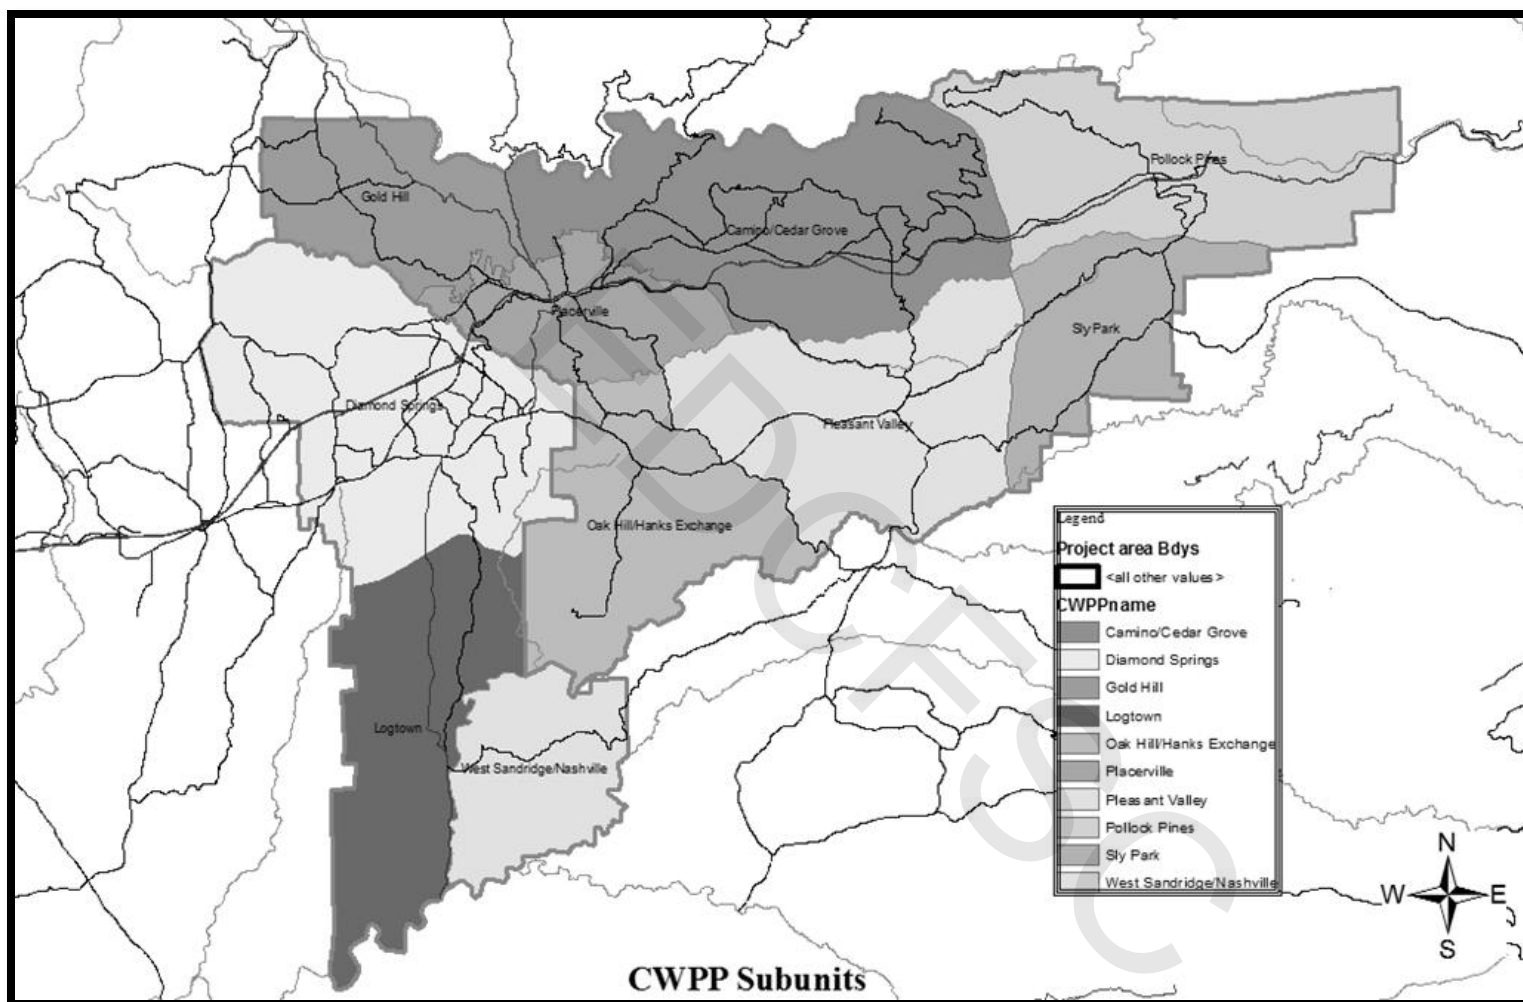 Pollock Pines
Gold Hill
Camino/Cedar Grove
Placerville
Sly Park
Diamond Springs
Pleasant Valley
Oak Hill/Hanks Exchange
Logtown
West Sandridge/Nashville
Legend
Project area Bdys
<all other values>
CWPPname
Camino/Cedar Grove
Diamond Springs
Gold Hill
Logtown
Oak Hill/Hanks Exchange
Placerville
Pleasant Valley
Pollock Pines
Sly Park
West Sandridge/Nashville
N
W E
S
CWPP Subunits
EDCFSC